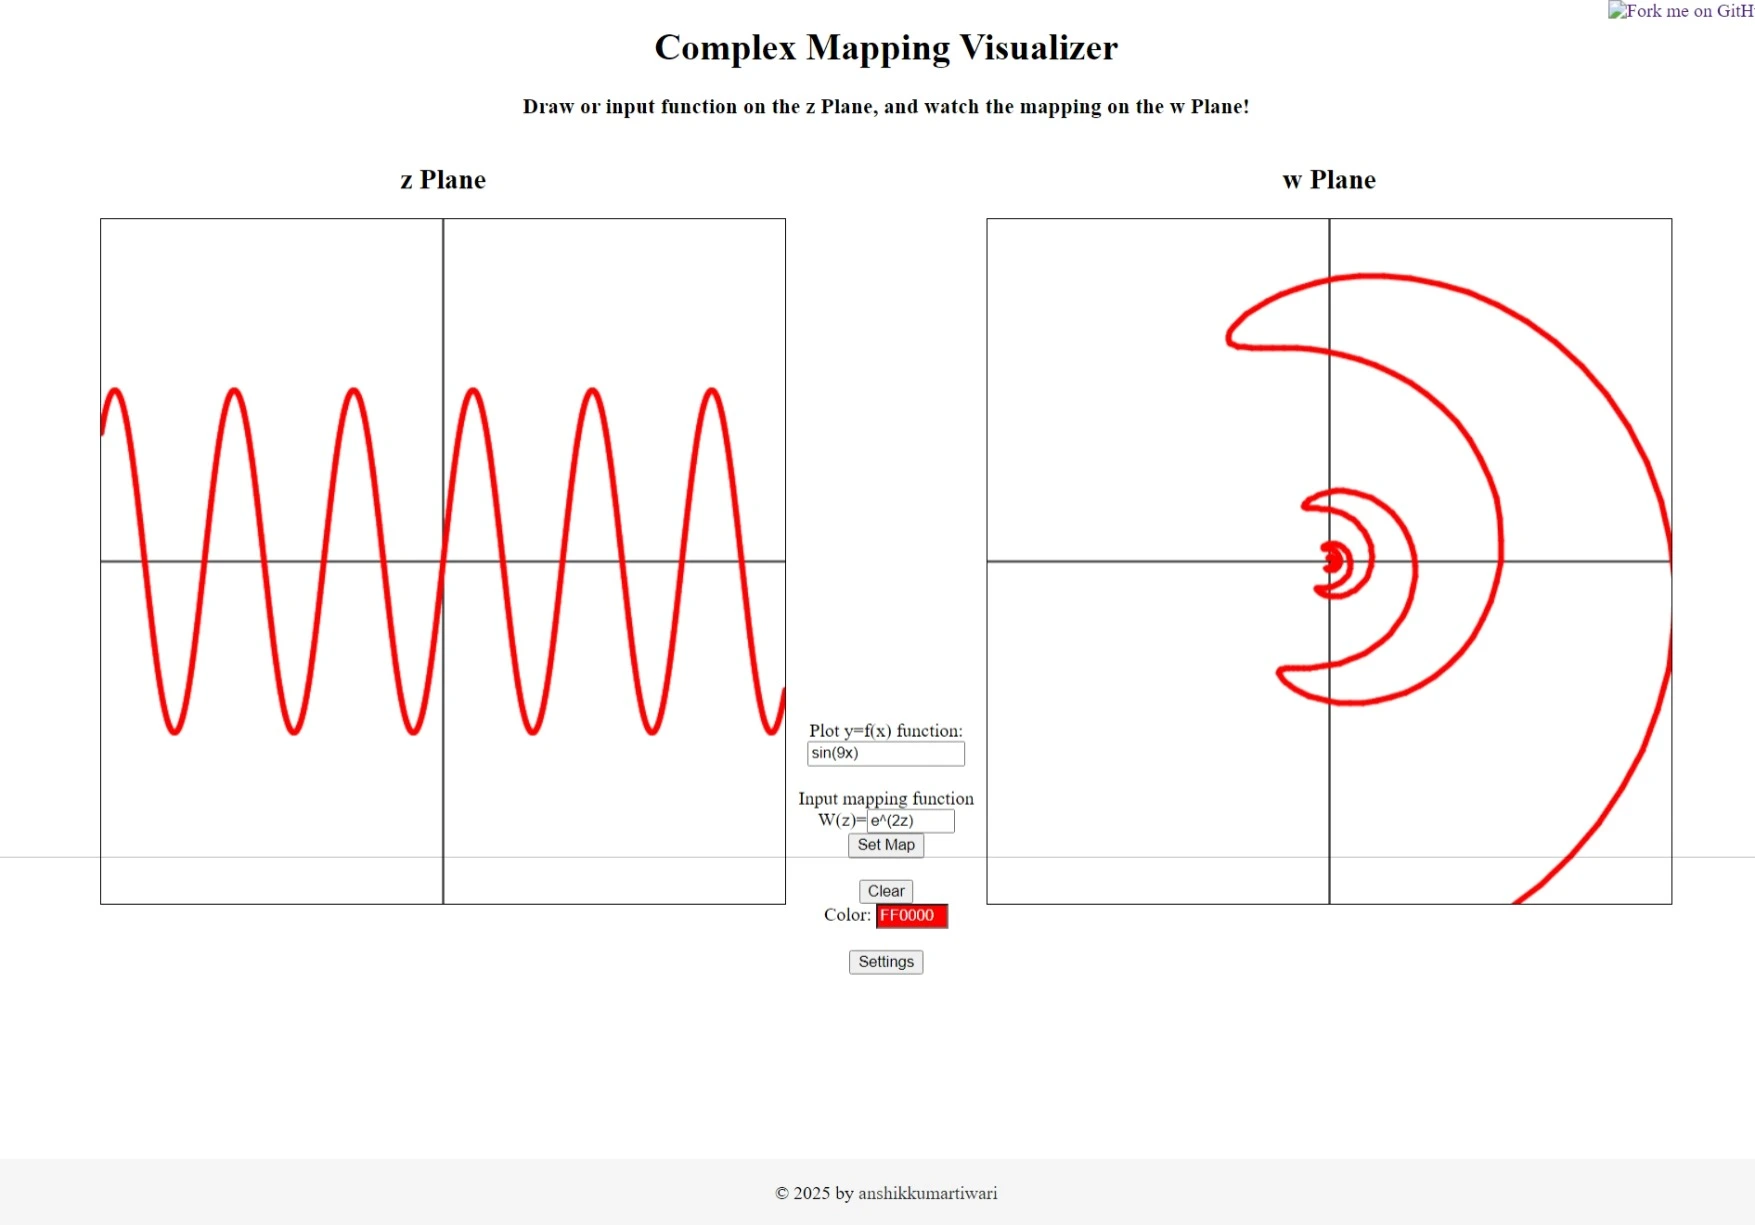 Fork me on GitH
Complex Mapping Visualizer
Draw or input function on the z Plane, and watch the mapping on the w Plane!
z Plane
w Plane
Plot y=f(x) function:
sin(9x)
Input mapping function
W(z)= e^(2z)
Set Map
Clear
Color: FF0000
Settings
© 2025 by anshikkumartiwari